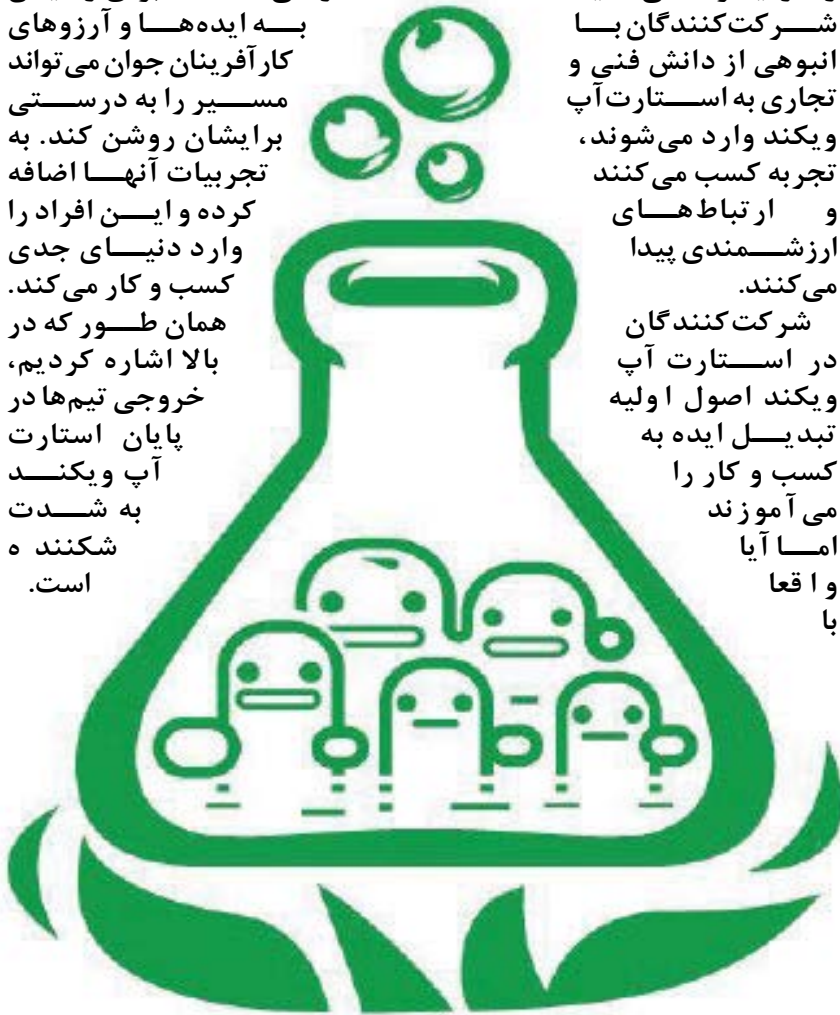 شرکت‌کنندگان با
انبوهی از دانش فنی و
تجاری به استارت‌آپ
ویکند وارد می‌شوند،
تجربه کسب می‌کنند
و ارتباط‌های
ارزشمندی پیدا
می‌کنند.
شرکت‌کنندگان
در استارت آپ
ویکند اصول اولیه
تبدیل ایده به
کسب و کار را
می‌آموزند
اما آیا
واقعا
با
به ایده‌ها و آرزوهای
کارآفرینان جوان می‌تواند
مسیر را به درستی
برایشان روشن کند. به
تجربیات آنها اضافه
کرده و این افراد را
وارد دنیای جدی
کسب و کار می‌کند.
همان طور که در
بالا اشاره کردیم،
خروجی تیم‌ها در
پایان استارت
آپ ویکند
به شدت
شکننده
است.